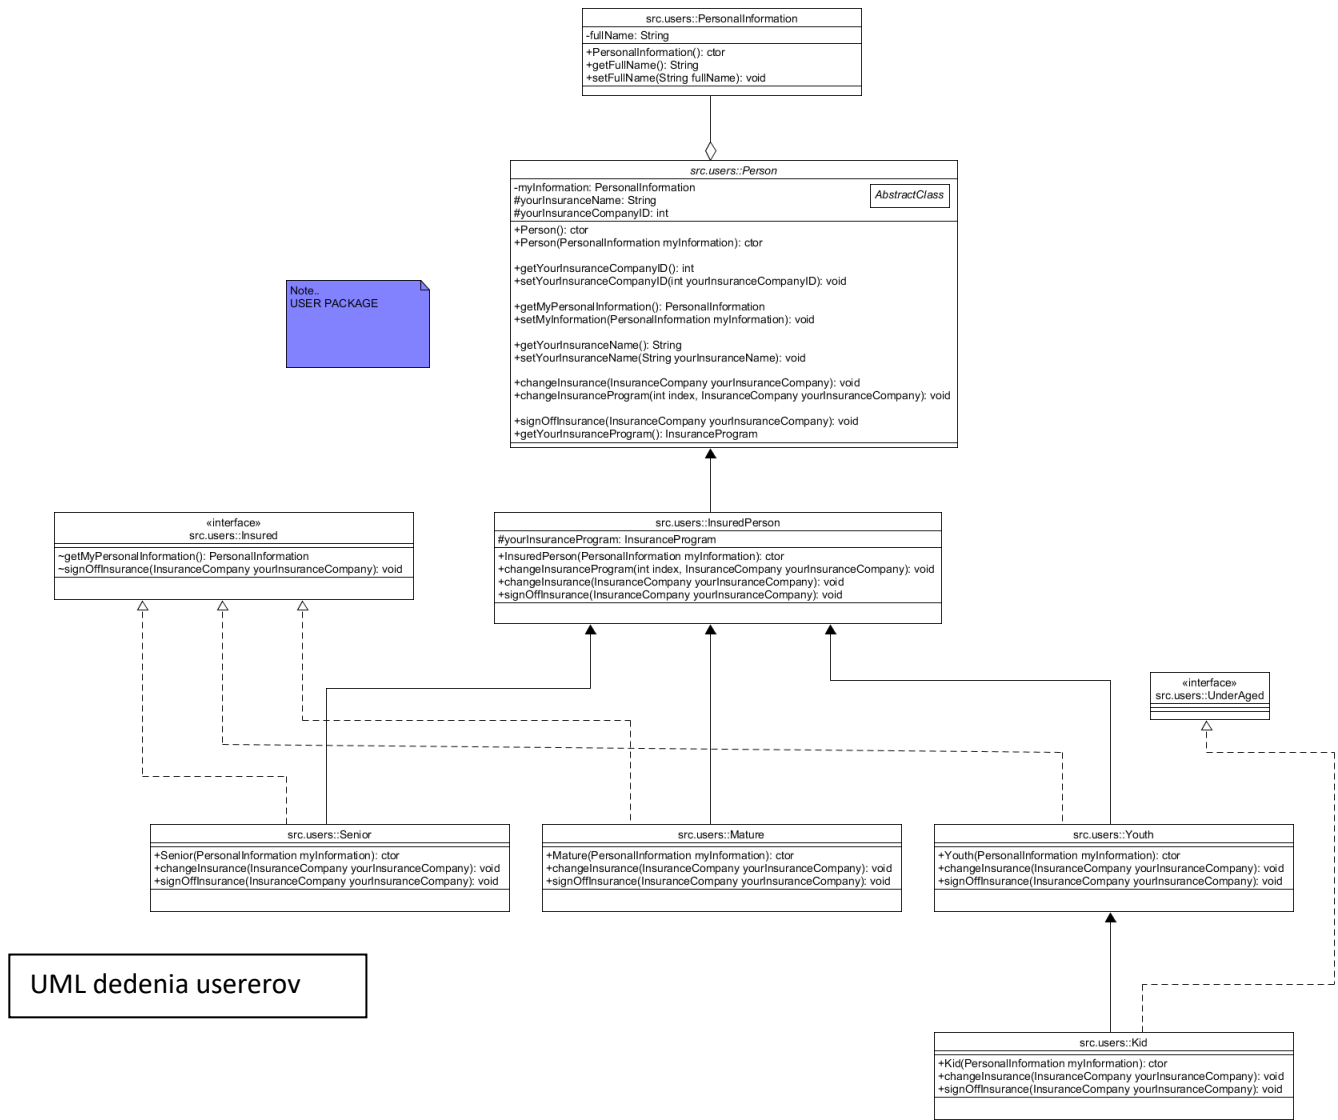 src.users::PersonalInformation
-fullName: String
+PersonalInformation(): ctor
+getFullName(): String
+setFullName(String fullName): void
src.users::Person
AbstractClass
-myInformation: PersonalInformation
#yourInsuranceName: String
#yourInsuranceCompanyID: int
+Person(): ctor
+Person(PersonalInformation myInformation): ctor
+getYourInsuranceCompanyID(): int
+setYourInsuranceCompanyID(int yourInsuranceCompanyID): void
+getMyPersonalInformation(): PersonalInformation
+setMyInformation(PersonalInformation myInformation): void
+getYourInsuranceName(): String
+setYourInsuranceName(String yourInsuranceName): void
+changeInsurance(InsuranceCompany yourInsuranceCompany): void
+changeInsuranceProgram(int index, InsuranceCompany yourInsuranceCompany): void
+signOffInsurance(InsuranceCompany yourInsuranceCompany): void
+getYourInsuranceProgram(): InsuranceProgram
Note..
USER PACKAGE
«interface»
src.users::Insured
~getMyPersonalInformation(): PersonalInformation
~signOffInsurance(InsuranceCompany yourInsuranceCompany): void
src.users::InsuredPerson
#yourInsuranceProgram: InsuranceProgram
+InsuredPerson(PersonalInformation myInformation): ctor
+changeInsuranceProgram(int index, InsuranceCompany yourInsuranceCompany): void
+changeInsurance(InsuranceCompany yourInsuranceCompany): void
+signOffInsurance(InsuranceCompany yourInsuranceCompany): void
«interface»
src.users::UnderAged
src.users::Senior
+Senior(PersonalInformation myInformation): ctor
+changeInsurance(InsuranceCompany yourInsuranceCompany): void
+signOffInsurance(InsuranceCompany yourInsuranceCompany): void
src.users::Mature
+Mature(PersonalInformation myInformation): ctor
+changeInsurance(InsuranceCompany yourInsuranceCompany): void
+signOffInsurance(InsuranceCompany yourInsuranceCompany): void
src.users::Youth
+Youth(PersonalInformation myInformation): ctor
+changeInsurance(InsuranceCompany yourInsuranceCompany): void
+signOffInsurance(InsuranceCompany yourInsuranceCompany): void
UML dedenia usererov
src.users::Kid
+Kid(PersonalInformation myInformation): ctor
+changeInsurance(InsuranceCompany yourInsuranceCompany): void
+signOffInsurance(InsuranceCompany yourInsuranceCompany): void